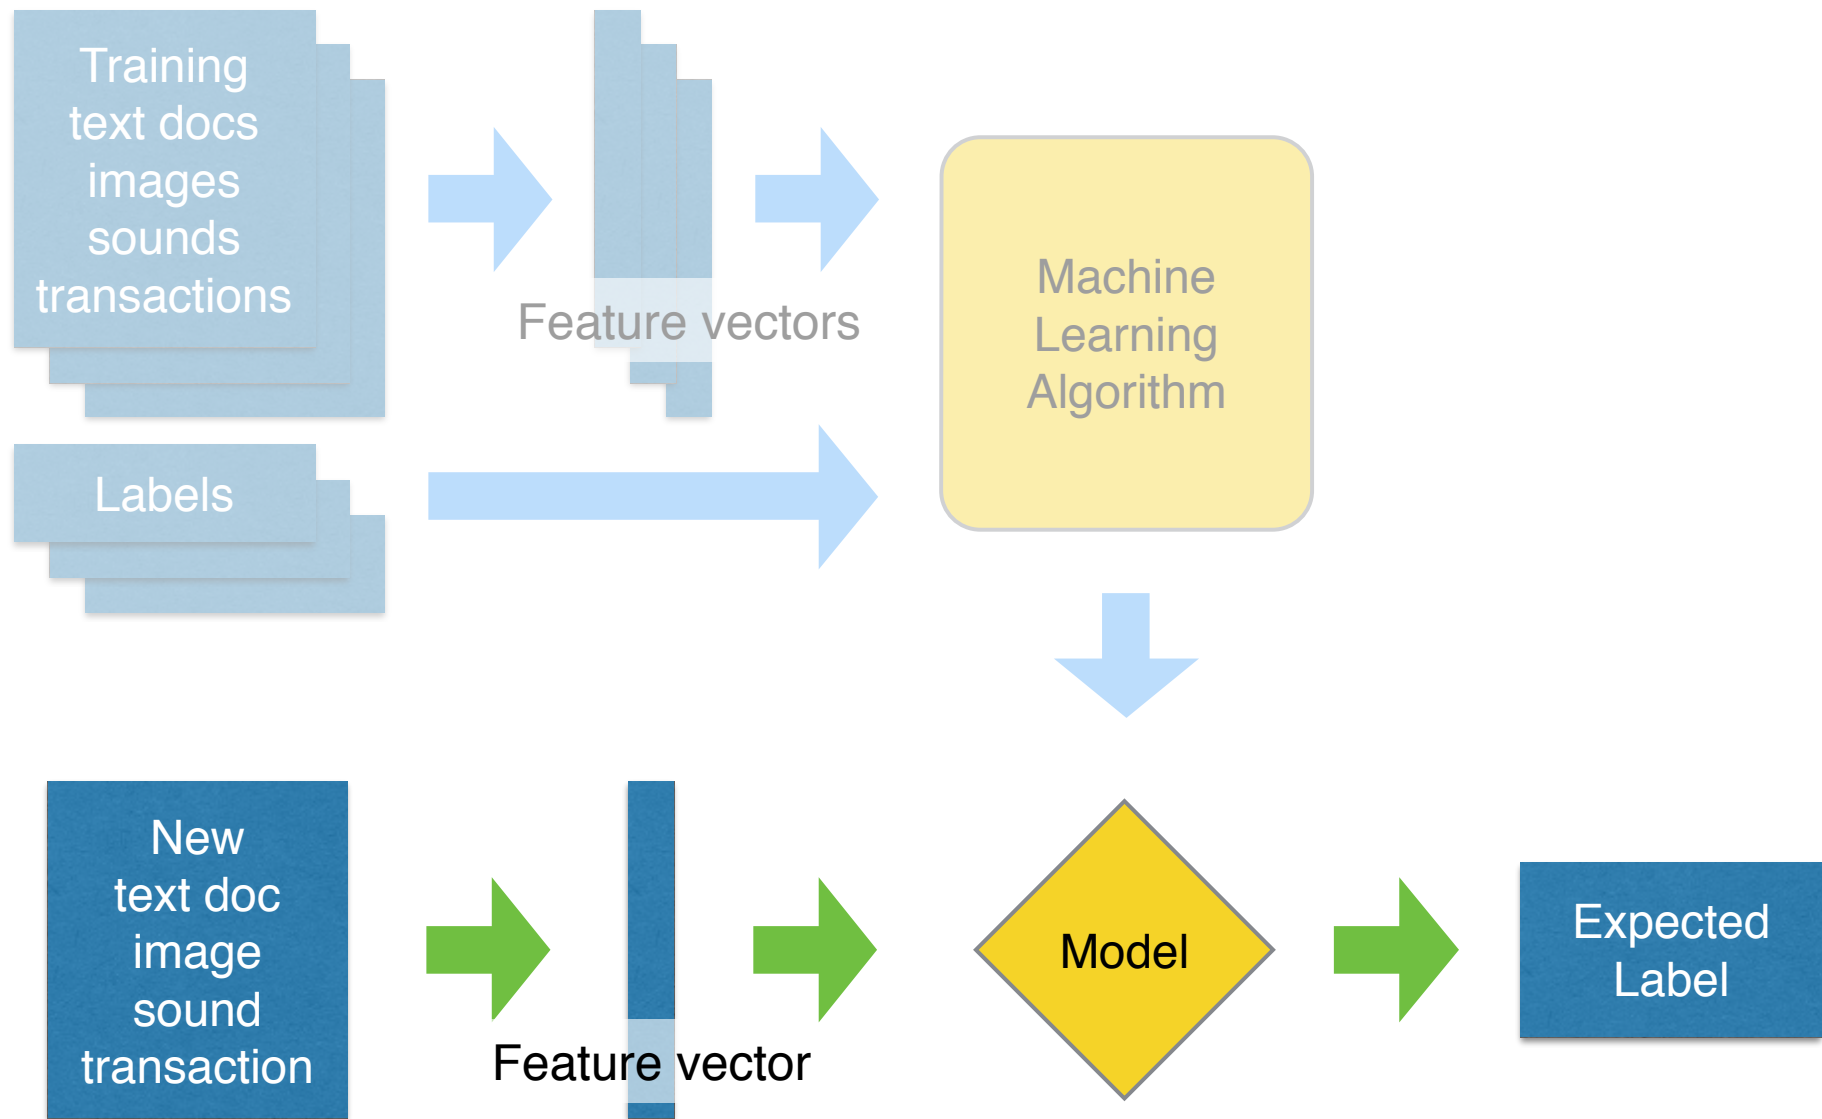 Training
text docs
images
sounds
transactions
Feature vectors
Machine
Learning
Algorithm
Labels
New
text doc
image
sound
transaction
Feature vector
Model
Expected
Label